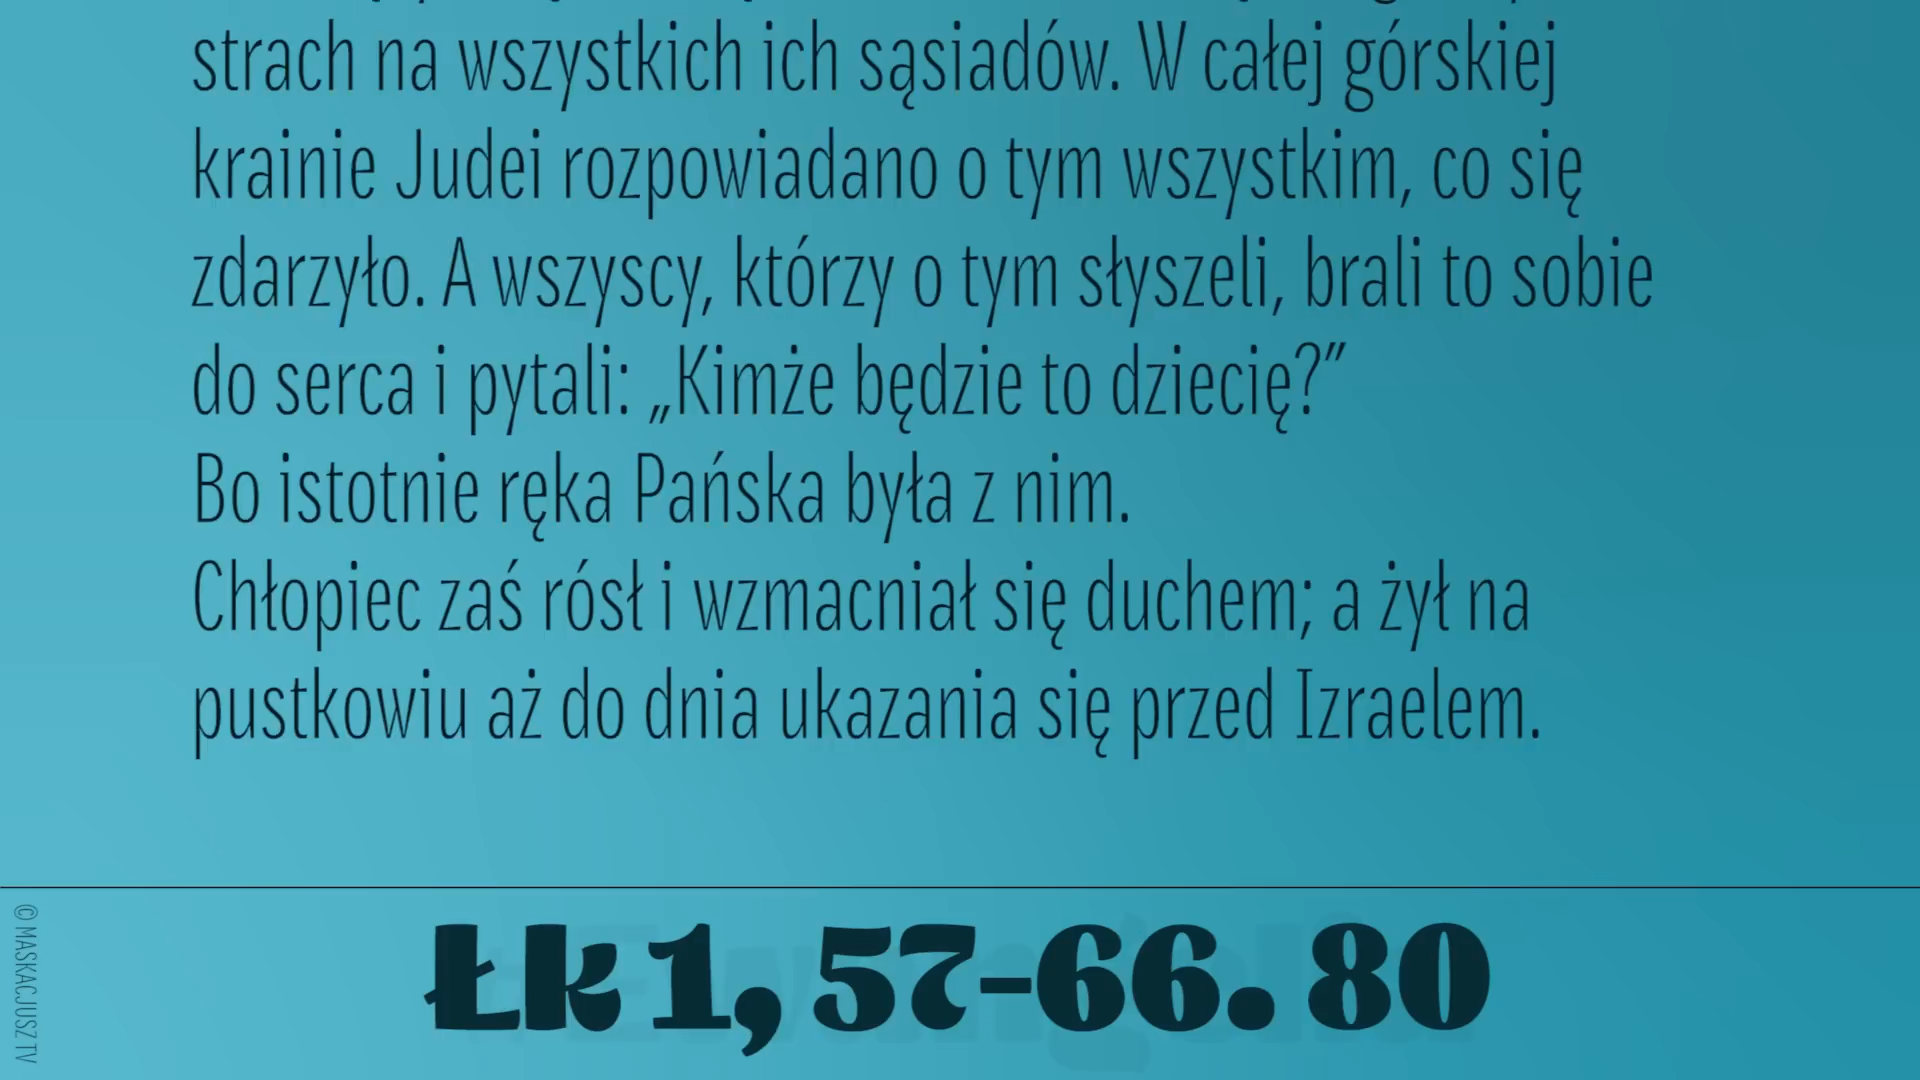 strach na wszystkich ich sąsiadów. W całej górskiej
krainie Judei rozpowiadano o tym wszystkim, co się
zdarzyło. A wszyscy, którzy o tym słyszeli, brali to sobie
do serca i pytali: „Kimże będzie to dziecię?”
Bo istotnie ręka Pańska była z nim.
Chłopiec zaś rósł i wzmacniał się duchem; a żył na
pustkowiu aż do dnia ukazania się przed Izraelem.
Łk 1, 57-66. 80
© MASKACJUSZ TV